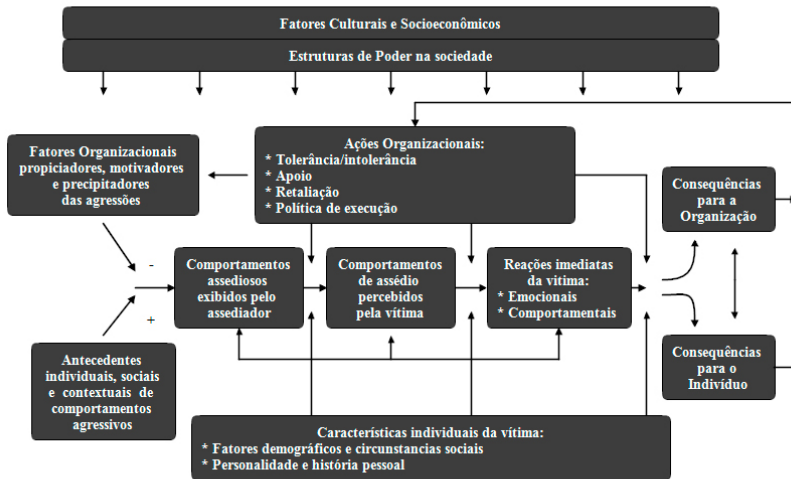 Fatores Culturais e Socioeconômicos
Estruturas de Poder na sociedade
Ações Organizacionais:
* Tolerância/intolerância
* Apoio
* Retaliação
* Política de execução
Fatores Organizacionais
propiciadores, motivadores
e precipitadores
das agressões
Consequências
para a
Organização
-
Comportamentos
assediosos
exibidos pelo
assediador
Comportamentos
de assédio
percebidos
pela vítima
Reações imediatas
da vitima:
* Emocionais
* Comportamentais
+
Antecedentes
individuais, sociais
e contextuais de
comportamentos
agressivos
Consequências
para o
Indivíduo
Características individuais da vítima:
* Fatores demográficos e circunstancias sociais
* Personalidade e história pessoal